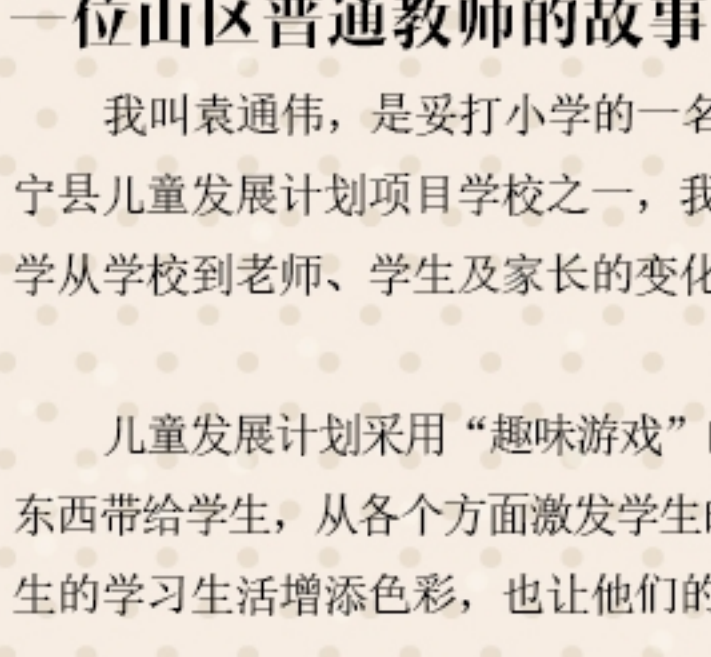 一位山区普通教师的故事
我叫袁通伟，是妥打小学的一名
宁县儿童发展计划项目学校之一，我
学从学校到老师、学生及家长的变化
儿童发展计划采用“趣味游戏”
东西带给学生，从各个方面激发学生的
生的学习生活增添色彩，也让他们的